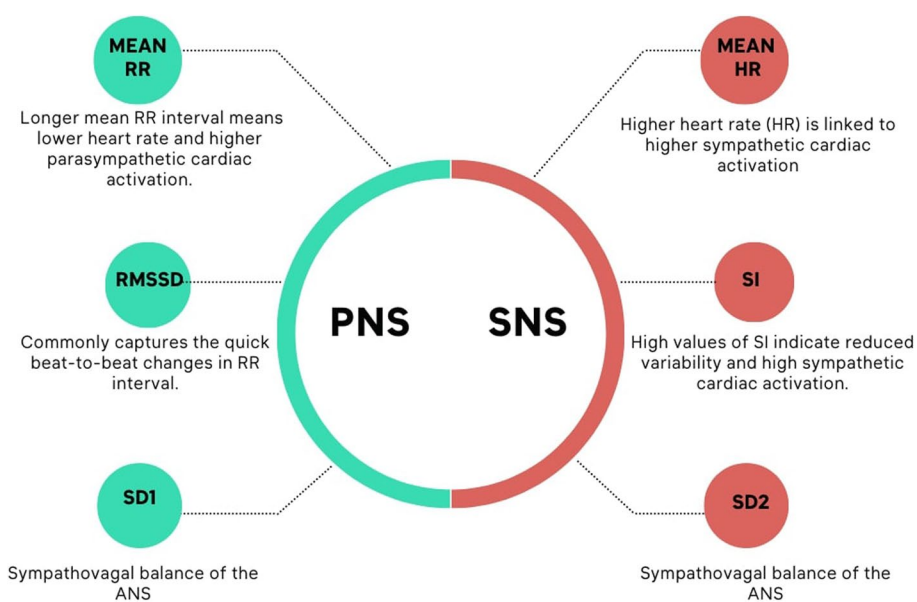 MEAN
RR
Longer mean RR interval means
lower heart rate and higher
parasympathetic cardiac
activation.
RMSSD
Commonly captures the quick
beat-to-beat changes in RR
interval.
SD1
Sympathovagal balance of the
ANS
PNS
SNS
MEAN
HR
Higher heart rate (HR) is linked to
higher sympathetic cardiac
activation
SI
High values of SI indicate reduced
variability and high sympathetic
cardiac activation.
SD2
Sympathovagal balance of the
ANS